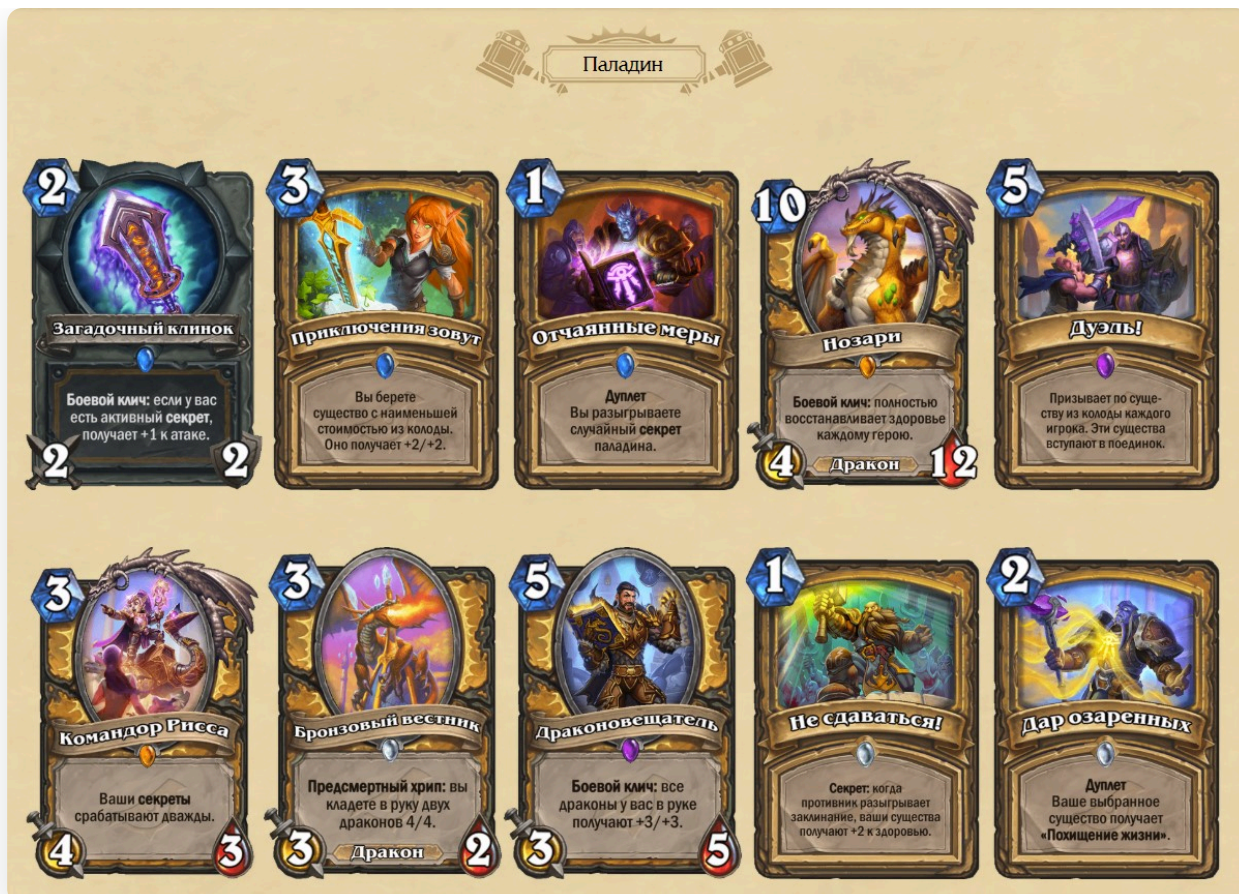 Паладин
2
Загадочный клинок
Боевой клич: если у вас
есть активный секрет,
получает +1 к атаке.
2
2
3
Приключения зовут
Вы берете
существо с наименьшей
стоимостью из колоды.
Оно получает +2/+2.
1
Отчаянные меры
Дуплет
Вы разыгрываете
случайный секрет
паладина.
10
Нозари
Боевой клич: полностью
восстанавливает здоровье
каждому герою.
4
Дракон
12
5
Дуэль!
Призывает по суще-
ству из колоды каждого
игрока. Эти существа
вступают в поединок.
3
Командор Рисса
Ваши секреты
срабатывают дважды.
4
3
3
Бронзовый вестник
Предсмертный хрип: вы
кладете в руку двух
драконов 4/4.
3
Дракон
2
5
Драконовещатель
Боевой клич: все
драконы у вас в руке
получают +3/+3.
3
5
1
Не сдаваться!
Секрет: когда
противник разыгрывает
заклинание, ваши существа
получают +2 к здоровью.
2
Дар озаренных
Дуплет
Ваше выбранное
существо получает
«Похищение жизни».